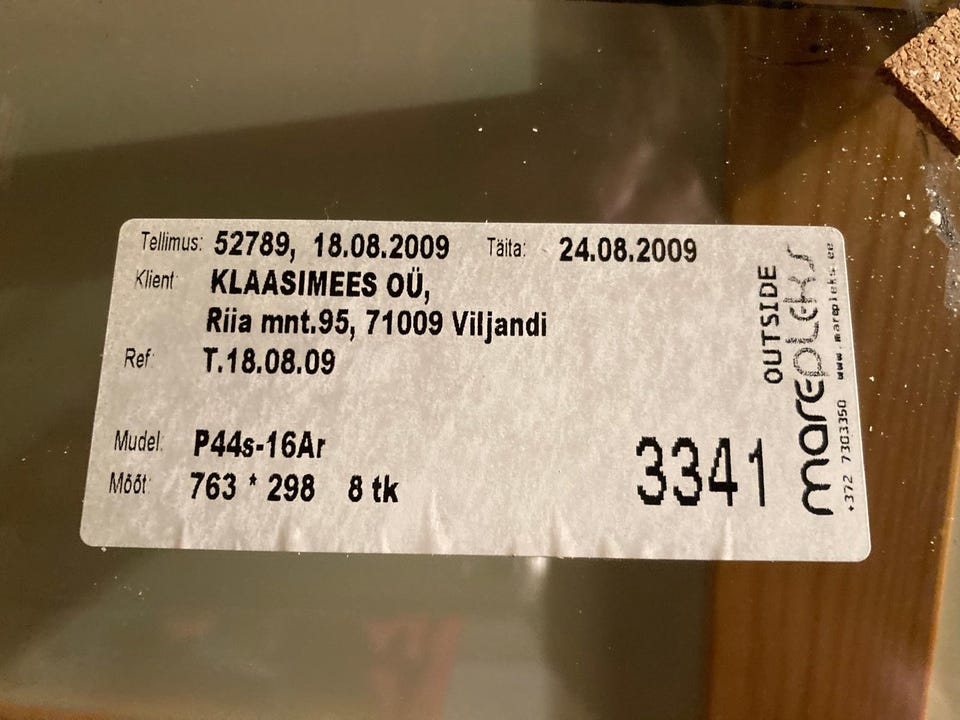 Tellimus: 52789, 18.08.2009 Täita: 24.08.2009
Klient: KLAASIMEES OÜ,
Riia mnt.95, 71009 Viljandi
Ref: T.18.08.09
Mudel: P44s-16Ar
Mõõt: 763 * 298 8 tk
3341
OUTSIDE
marepleks
+372 7303350 www.marepleks.ee